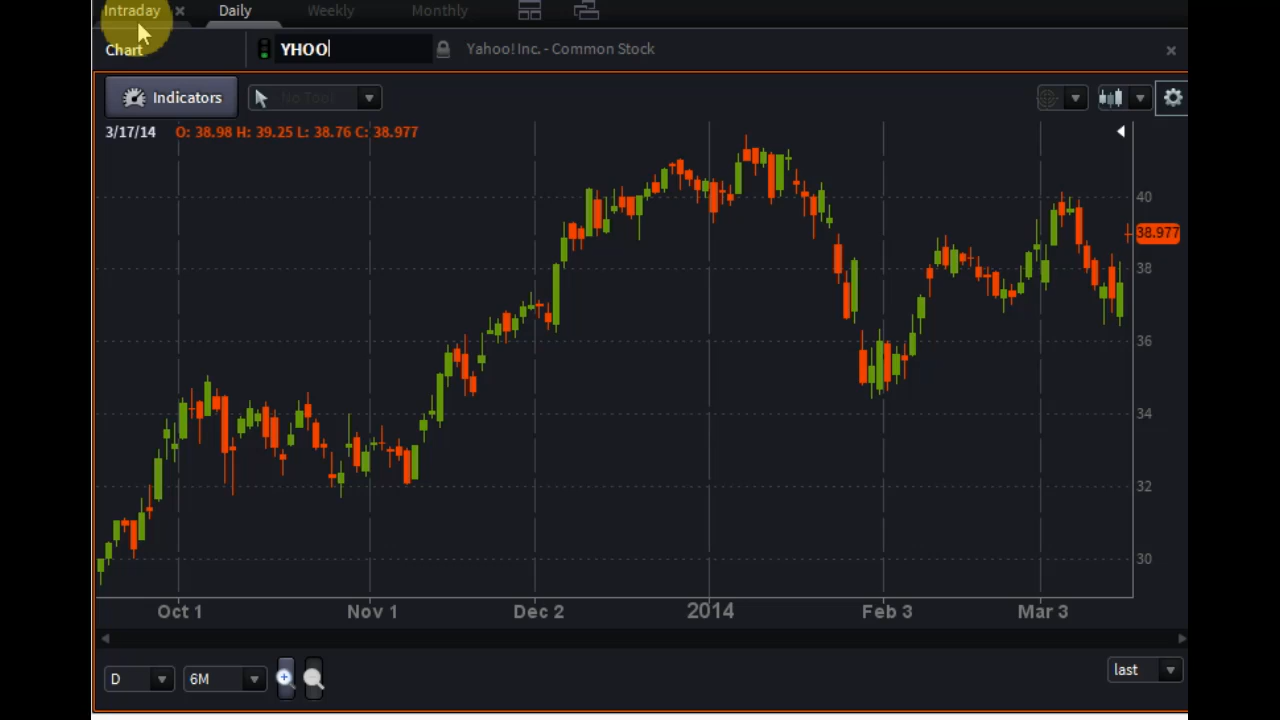 Intraday Daily Weekly Monthly
Chart YHOO Yahoo! Inc. - Common Stock
Indicators No Tool
3/17/14 O: 38.98 H: 39.25 L: 38.76 C: 38.977
40
38.977
38
36
34
32
30
Oct 1 Nov 1 Dec 2 2014 Feb 3 Mar 3
D 6M last